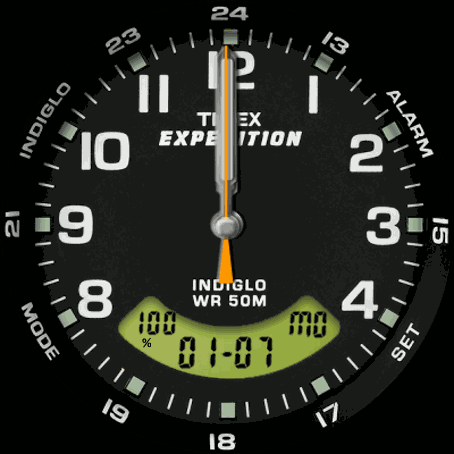 24
23
13
12
11
1
INDIGLO
ALARM
TIMEX
EXPEDITION
10
2
21
9
3
15
INDIGLO
WR 50M
8
4
100
%
MO
01-07
MODE
SET
19
17
18